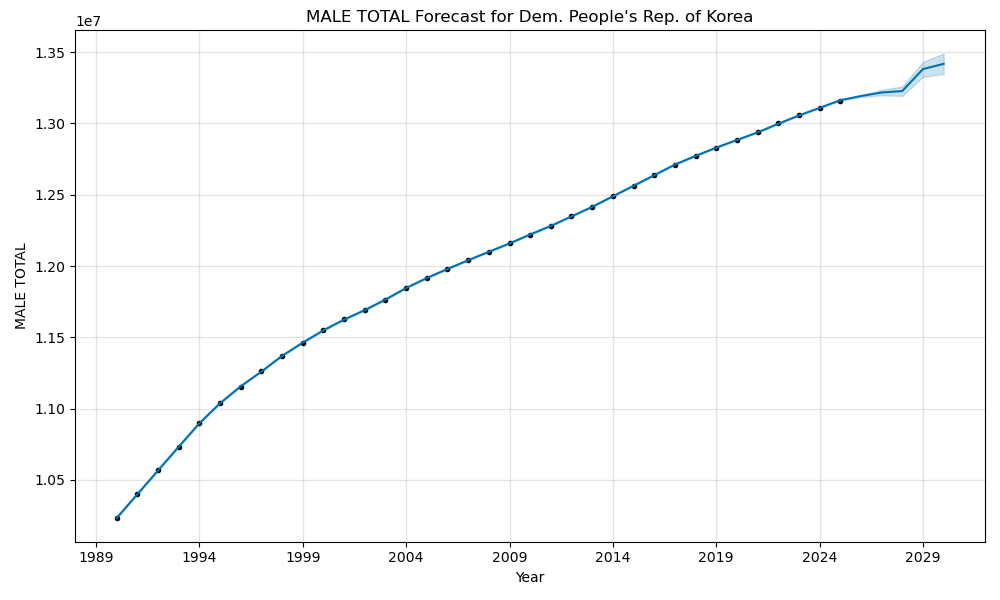 MALE TOTAL Forecast for Dem. People's Rep. of Korea
1e7
1.35
1.30
1.25
1.20
1.15
1.10
1.05
MALE TOTAL
1989 1994 1999 2004 2009 2014 2019 2024 2029
Year